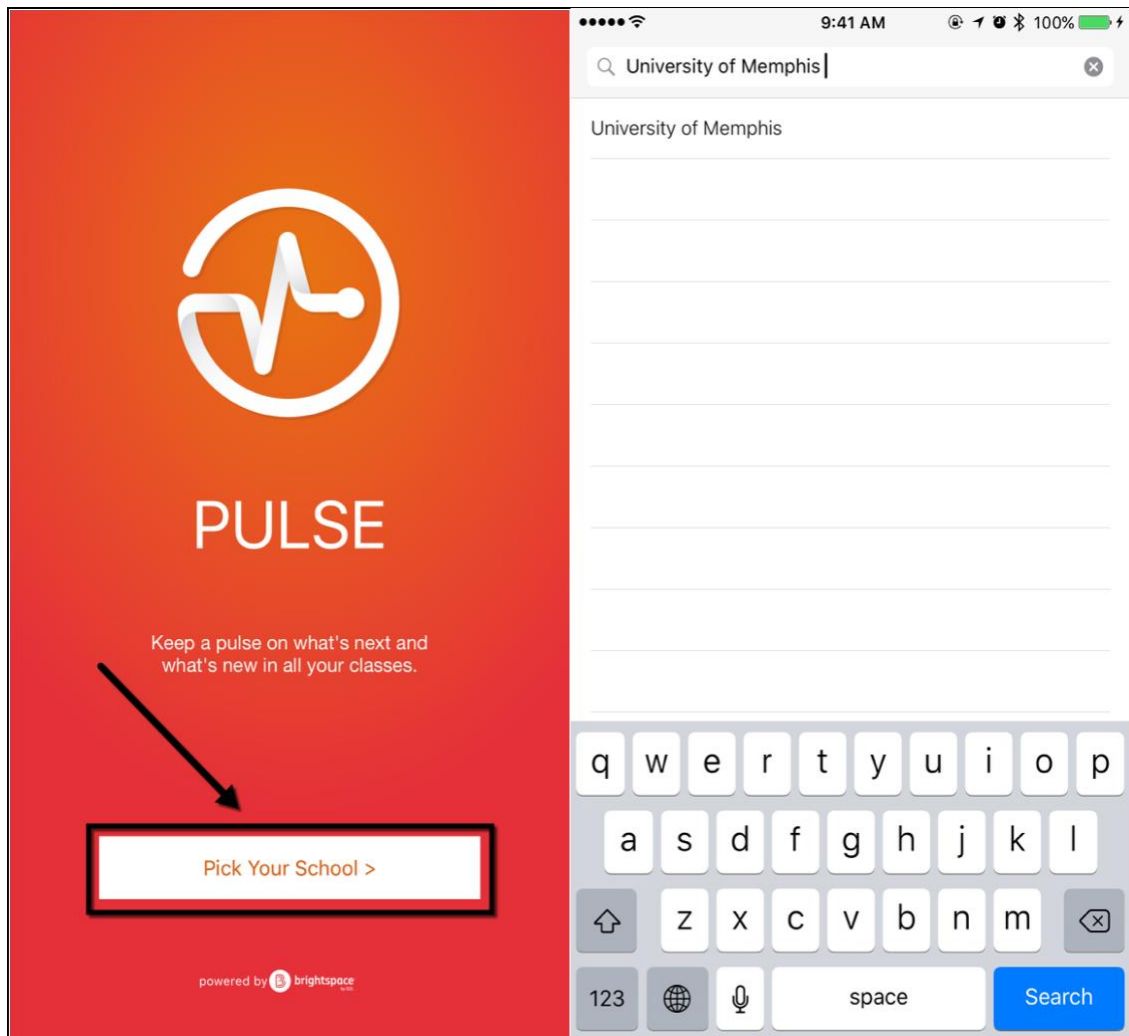 PULSE
Keep a pulse on what's next and
what's new in all your classes.
Pick Your School >
powered by brightspace
9:41 AM 100%
University of Memphis
University of Memphis
q w e r t y u i o p
a s d f g h j k l
z x c v b n m
123 space Search